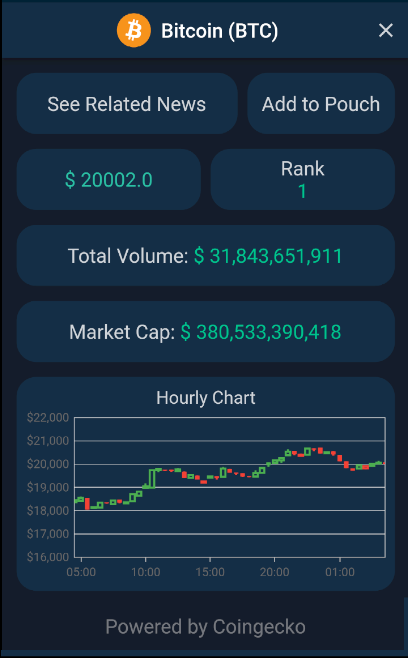 Bitcoin (BTC) ×
See Related News
Add to Pouch
$ 20002.0
Rank
1
Total Volume: $ 31,843,651,911
Market Cap: $ 380,533,390,418
Hourly Chart
$22,000
$21,000
$20,000
$19,000
$18,000
$17,000
$16,000
05:00 10:00 15:00 20:00 01:00
Powered by Coingecko